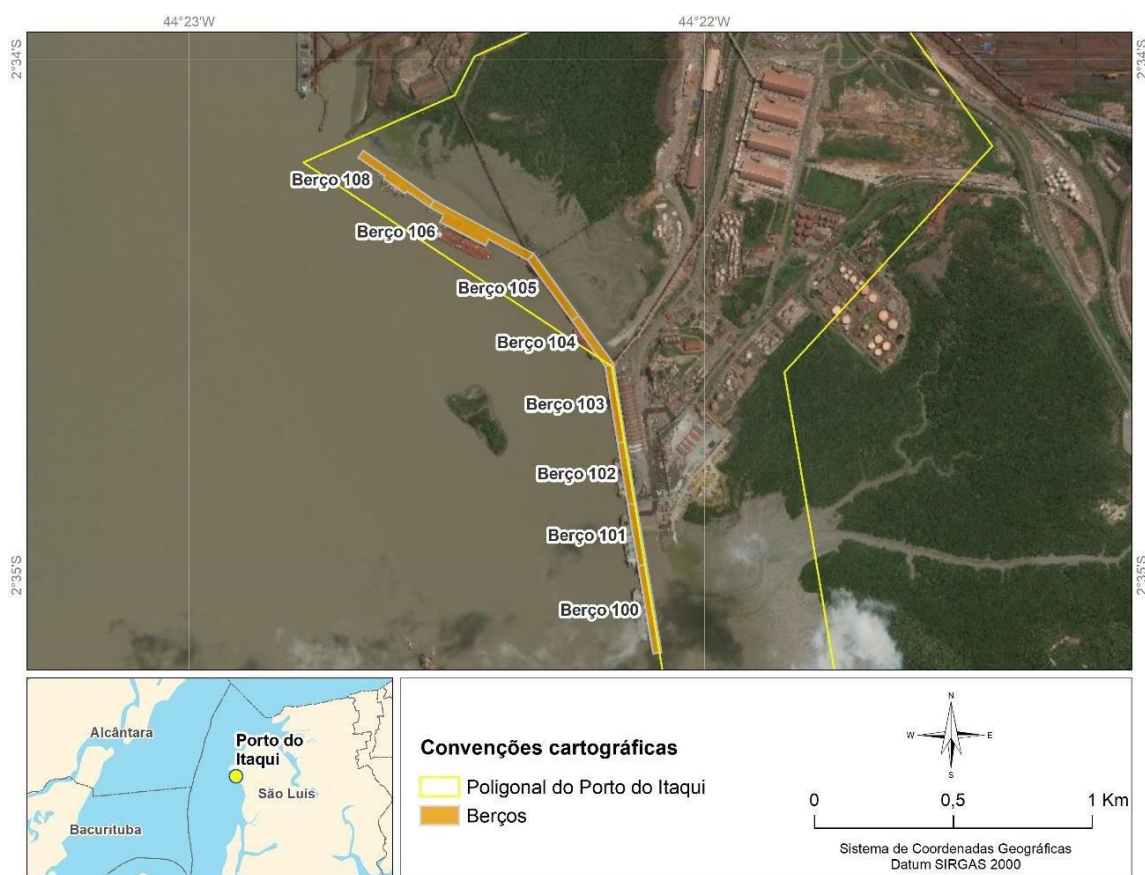 44°23'W
44°22'W
2°34'S
2°34'S
Berço 108
Berço 106
Berço 105
Berço 104
Berço 103
Berço 102
Berço 101
Berço 100
2°35'S
2°35'S
Alcântara
Porto do
Itaqui
São Luís
Bacurituba
Convenções cartográficas
Poligonal do Porto do Itaqui
Berços
N
W
E
S
0
0,5
1 Km
Sistema de Coordenadas Geográficas
Datum SIRGAS 2000